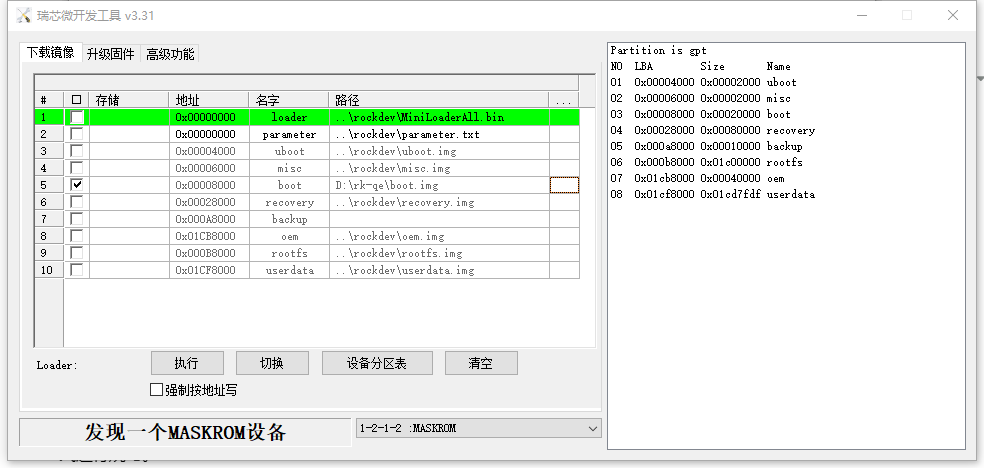 瑞芯微开发工具 v3.31
下载镜像 升级固件 高级功能
# 存储 地址 名字 路径 ...
1 0x00000000 loader ..\rockdev\MiniLoaderAll.bin
2 0x00000000 parameter ..\rockdev\parameter.txt
3 0x00004000 uboot ..\rockdev\uboot.img
4 0x00006000 misc ..\rockdev\misc.img
5 0x00008000 boot D:\rk-qe\boot.img
6 0x00028000 recovery ..\rockdev\recovery.img
7 0x000A8000 backup
8 0x01CB8000 oem ..\rockdev\oem.img
9 0x000B8000 rootfs ..\rockdev\rootfs.img
10 0x01CF8000 userdata ..\rockdev\userdata.img
Loader: 执行 切换 设备分区表 清空
强制按地址写
发现一个MASKROM设备 1-2-1-2 :MASKROM
Partition is gpt
NO LBA Size Name
01 0x00004000 0x00002000 uboot
02 0x00006000 0x00002000 misc
03 0x00008000 0x00020000 boot
04 0x00028000 0x00080000 recovery
05 0x000a8000 0x00010000 backup
06 0x000b8000 0x01c00000 rootfs
07 0x01cb8000 0x00040000 oem
08 0x01cf8000 0x01cd7fdf userdata